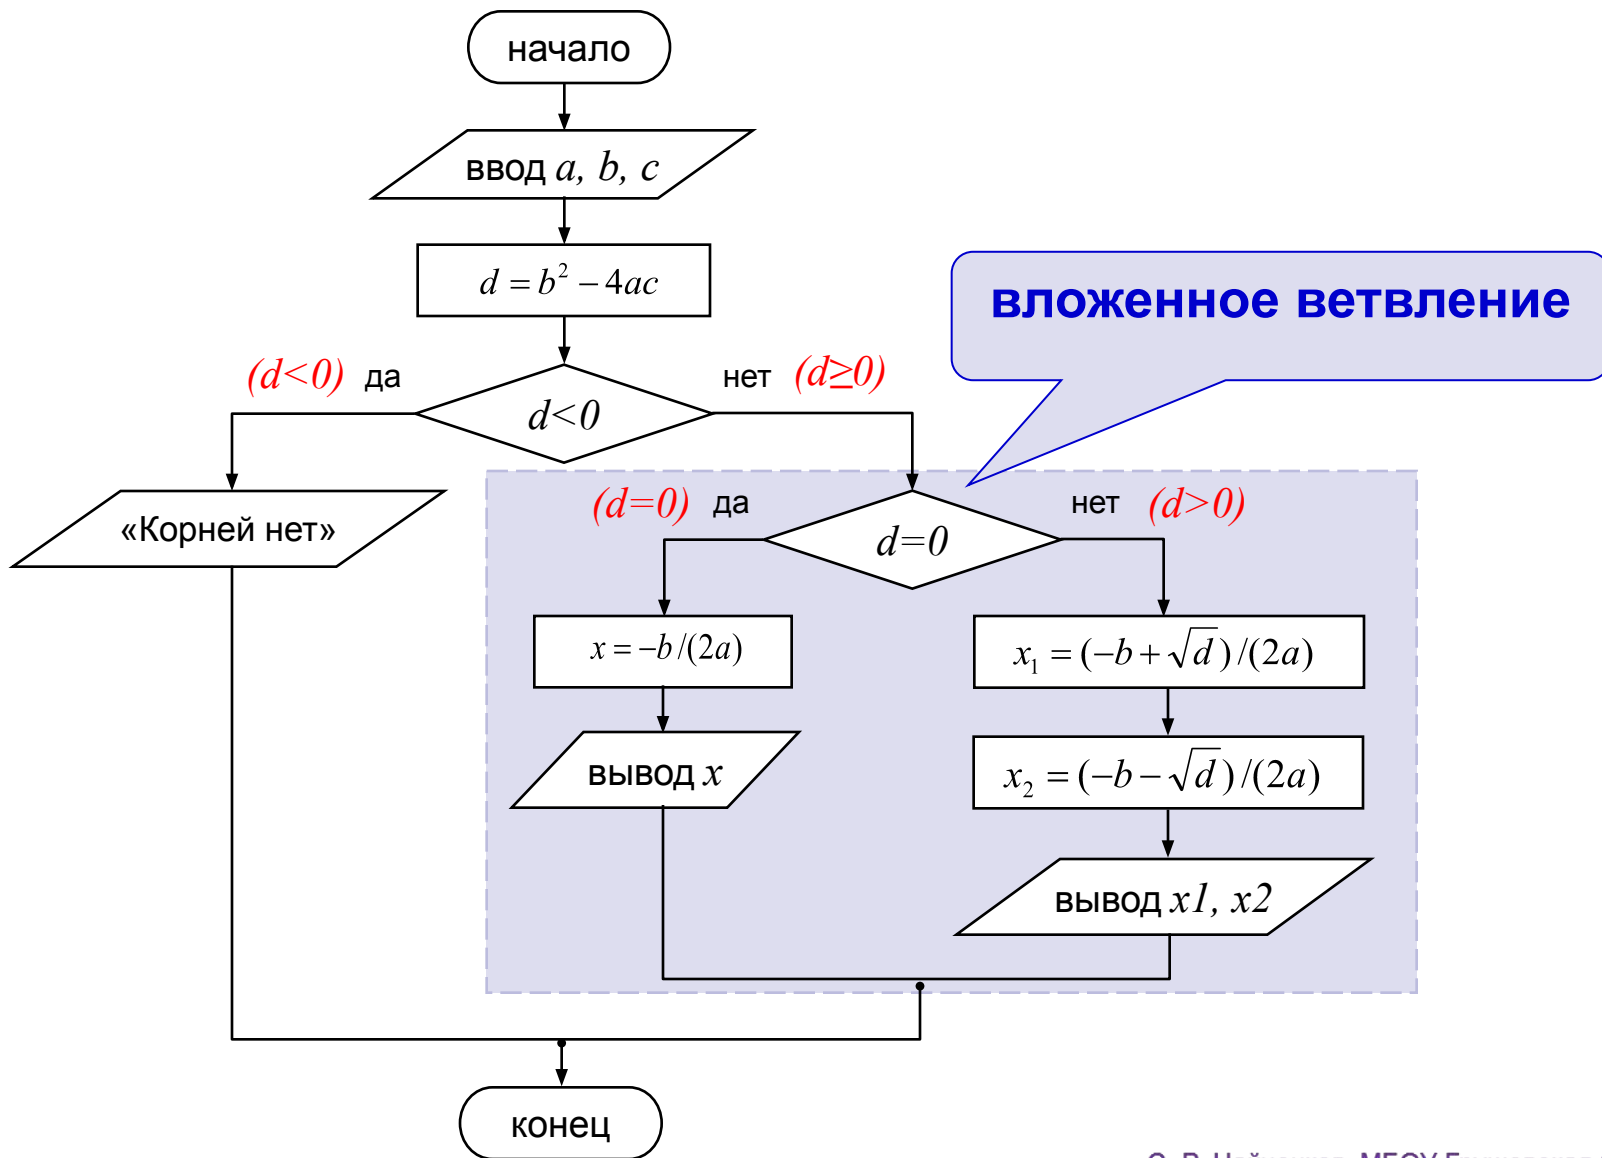 начало
ввод a, b, c
d = b² − 4ac
вложенное ветвление
(d<0) да
нет (d≥0)
d<0
«Корней нет»
(d=0) да
нет (d>0)
d=0
x = −b/(2a)
x₁ = (−b + √d)/(2a)
вывод x
x₂ = (−b − √d)/(2a)
вывод x1, x2
конец